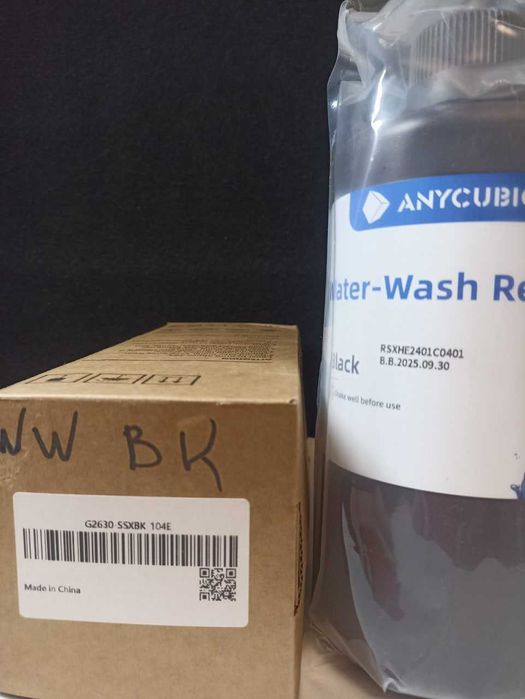 WW BK
G2630-SSXBK-104E
Made in China
ANYCUBIC
Water-Wash Re
RSXHE2401C0401
B.B.2025.09.30
Black
Shake well before use